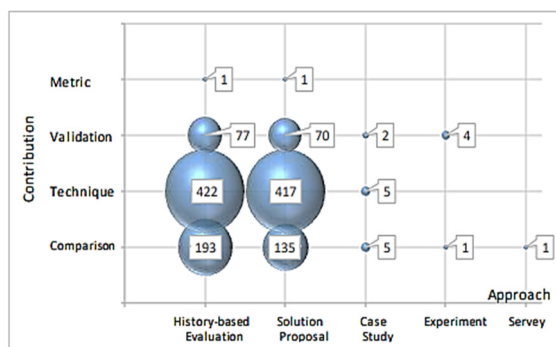 Metric
1
1
Validation
77
70
2
4
Contribution
Technique
422
417
5
Comparison
193
135
5
1
1
Approach
History-based
Evaluation
Solution
Proposal
Case
Study
Experiment
Servey